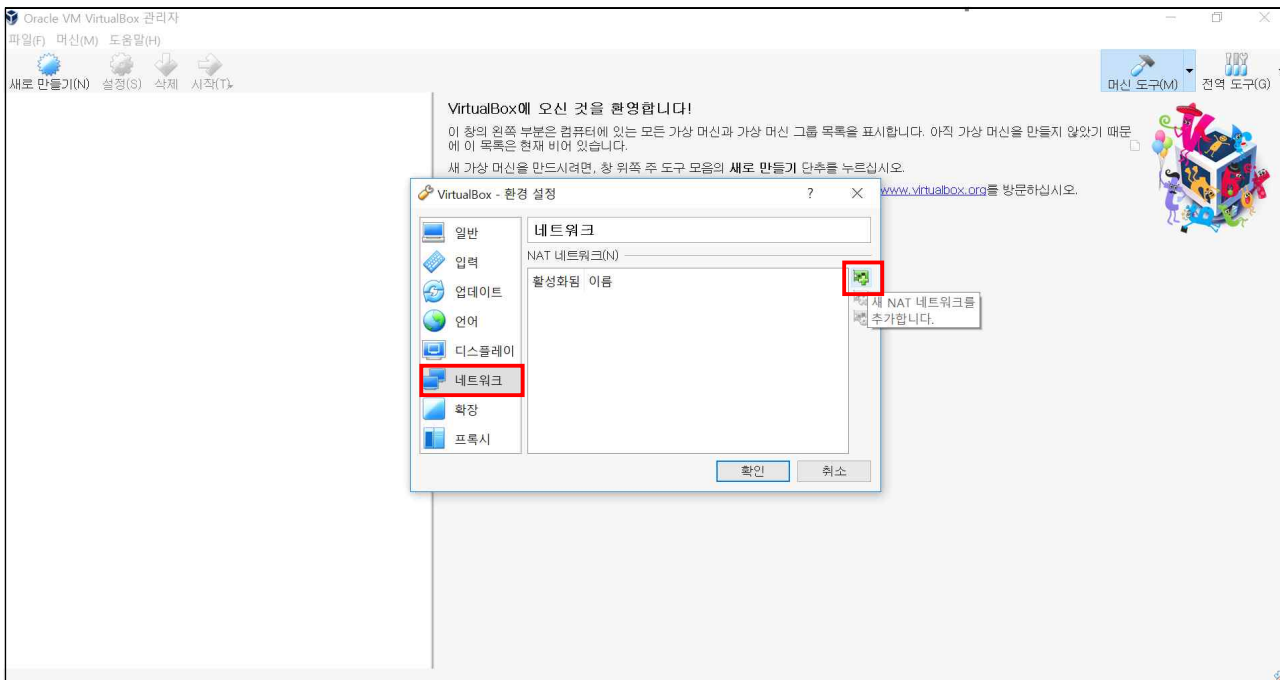 Oracle VM VirtualBox 관리자
파일(F) 머신(M) 도움말(H)
새로 만들기(N) 설정(S) 삭제 시작(T)
머신 도구(M) 전역 도구(G)
VirtualBox에 오신 것을 환영합니다!
이 창의 왼쪽 부분은 컴퓨터에 있는 모든 가상 머신과 가상 머신 그룹 목록을 표시합니다. 아직 가상 머신을 만들지 않았기 때문
에 이 목록은 현재 비어 있습니다.
새 가상 머신을 만드시려면, 창 위쪽 주 도구 모음의 새로 만들기 단추를 누르십시오.
www.virtualbox.org를 방문하십시오.
VirtualBox - 환경 설정 ?
일반
입력
업데이트
언어
디스플레이
네트워크
확장
프록시
네트워크
NAT 네트워크(N)
활성화됨 이름
새 NAT 네트워크를
추가합니다.
확인 취소